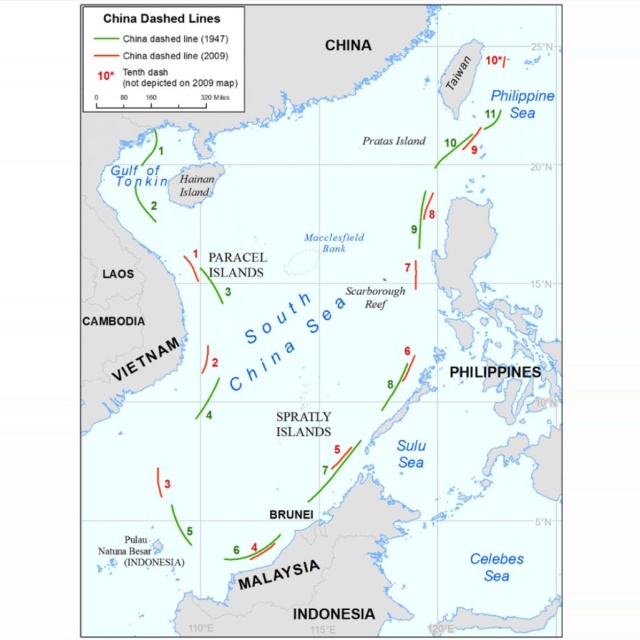 China Dashed Lines
China dashed line (1947)
China dashed line (2009)
10* Tenth dash
(not depicted on 2009 map)
0 80 160 320 Miles
CHINA
25°N
Taiwan
10*
Philippine
Sea
11
Pratas Island
10
9
1
Gulf of
Tonkin
20°N
Hainan
Island
2
8
9
Macclesfield
Bank
1
PARACEL
ISLANDS
7
LAOS
3
Scarborough
Reef
15°N
South
China Sea
CAMBODIA
VIETNAM
2
6
PHILIPPINES
8
4
10°N
SPRATLY
ISLANDS
5
Sulu
Sea
7
3
BRUNEI
5°N
5
Pulau
Natuna Besar
(INDONESIA)
6
4
Celebes
Sea
MALAYSIA
INDONESIA
110°E
115°E
120°E